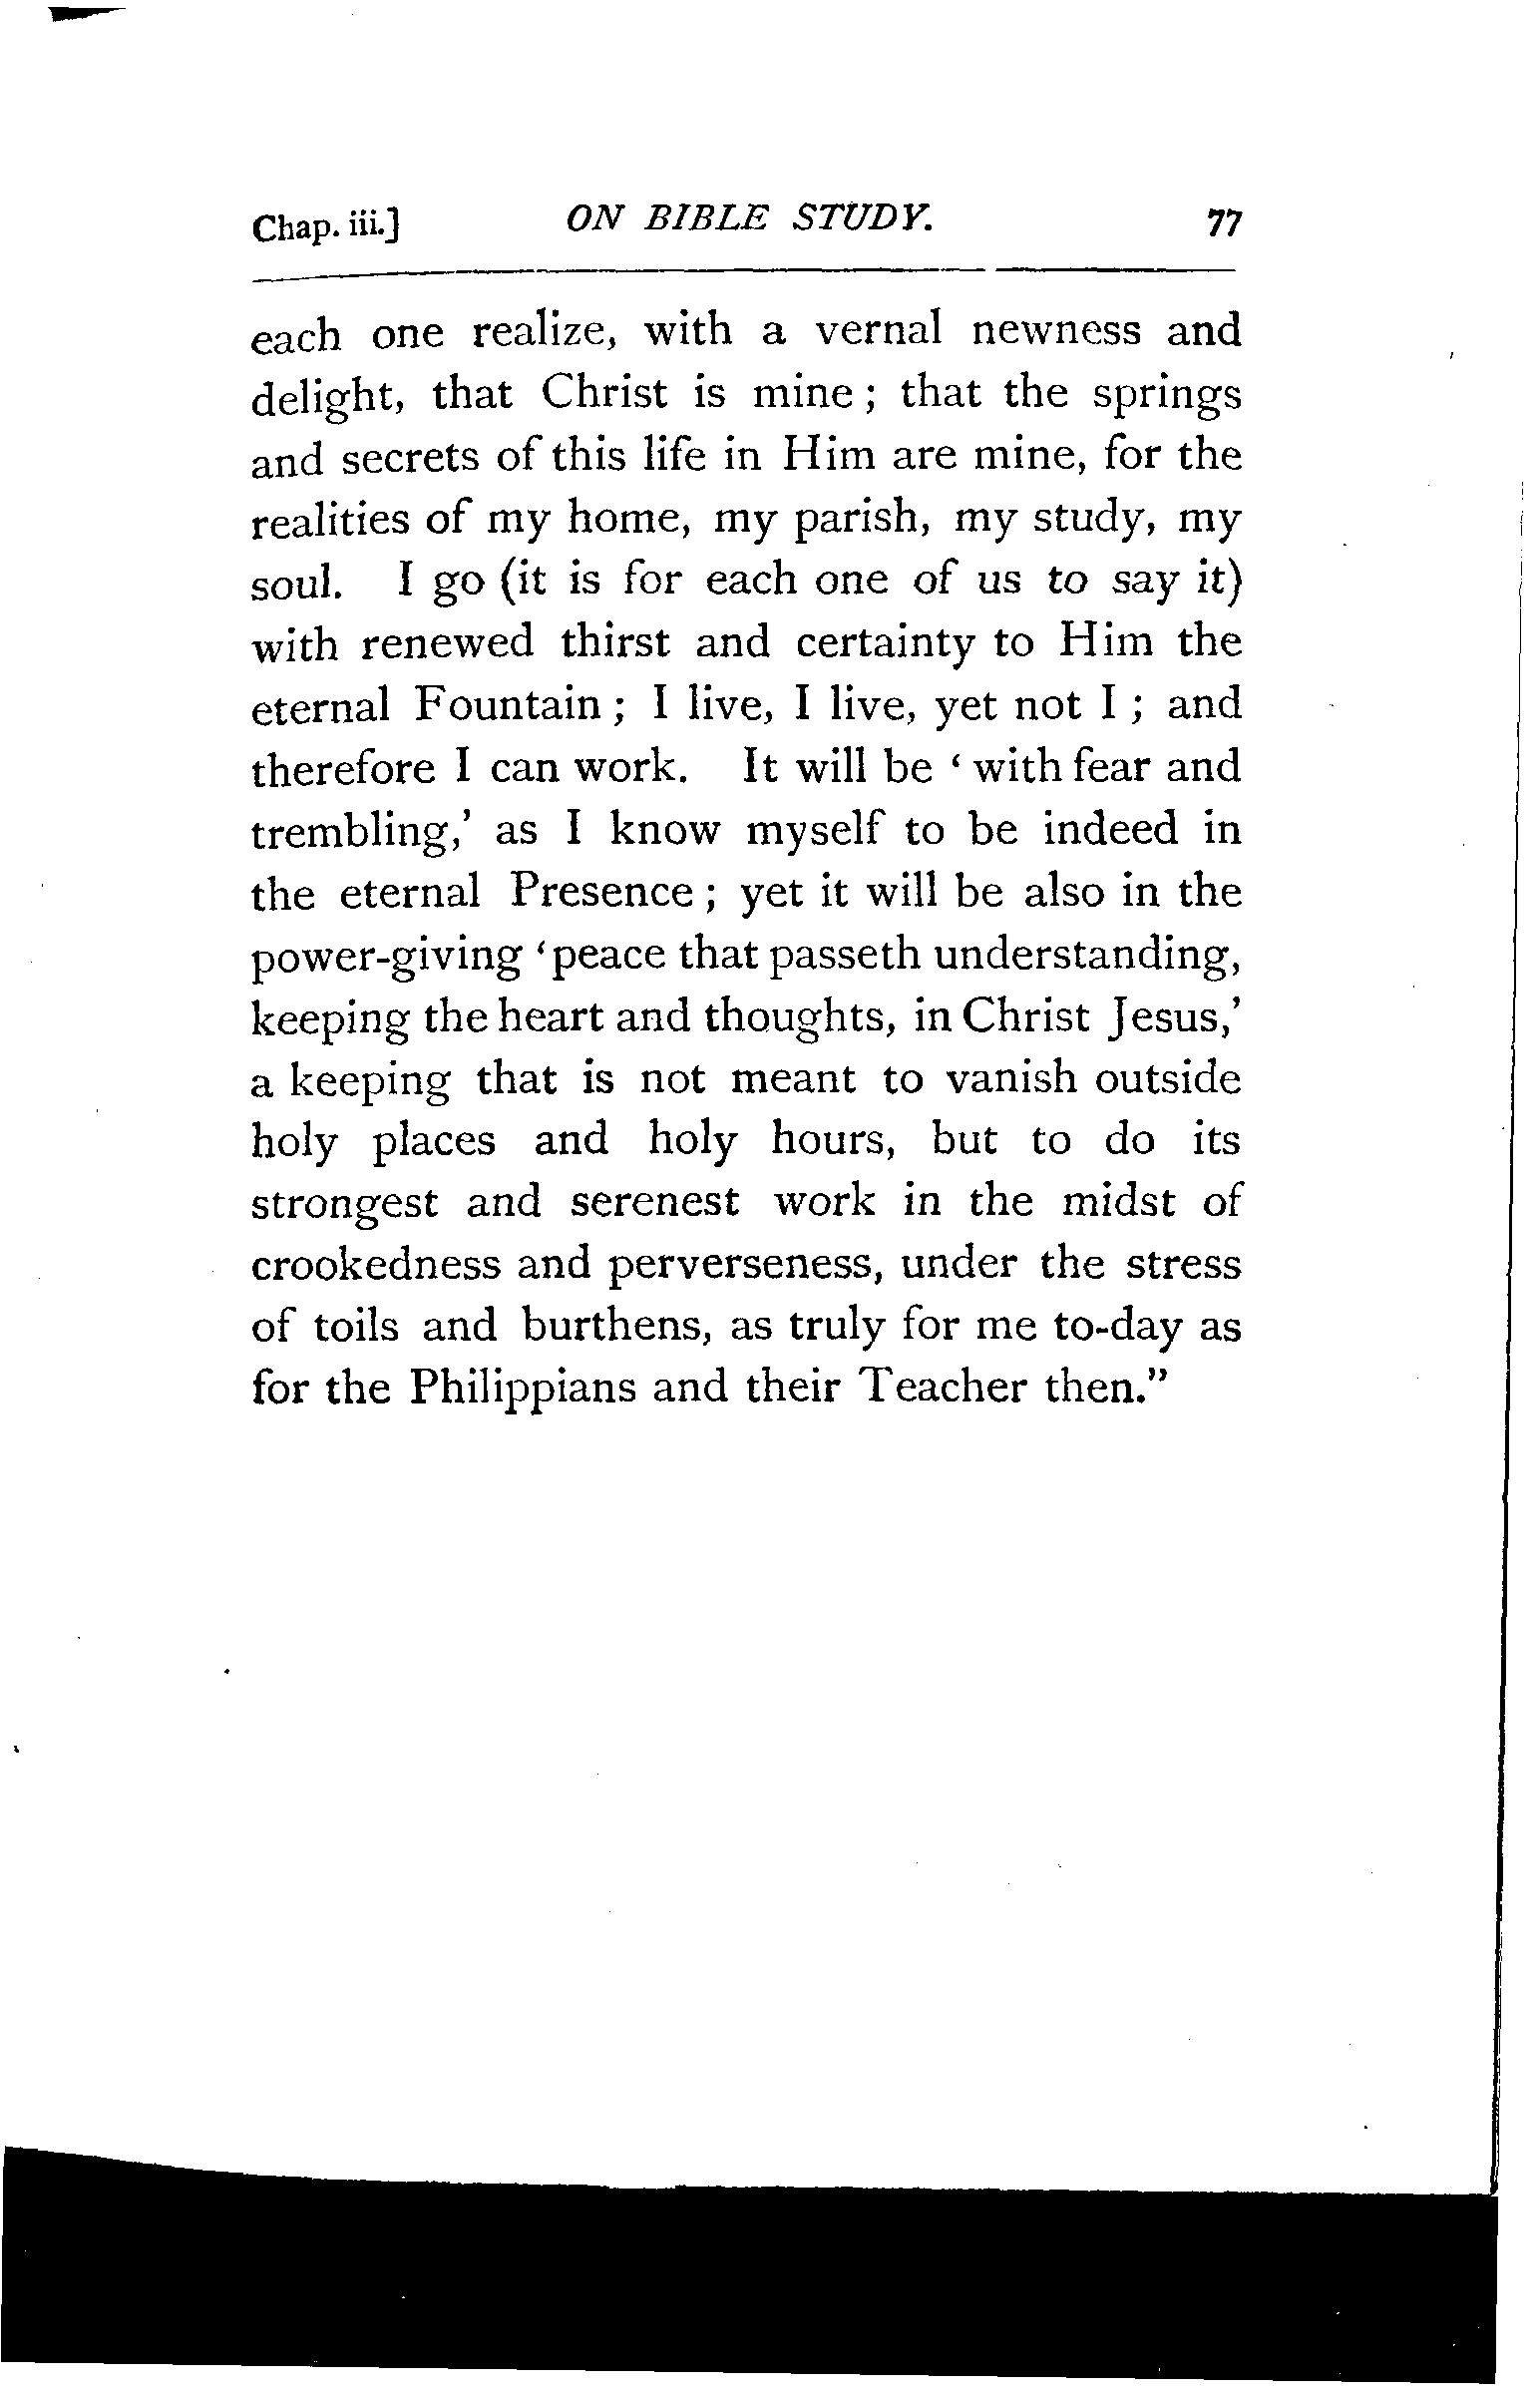 Chap. iii.] ON BIBLE STUDY. 77
each one realize, with a vernal newness and
delight, that Christ is mine; that the springs
and secrets of this life in Him are mine, for the
realities of my home, my parish, my study, my
soul. I go (it is for each one of us to say it)
with renewed thirst and certainty to Him the
eternal Fountain; I live, I live, yet not I; and
therefore I can work. It will be ‘with fear and
trembling,’ as I know myself to be indeed in
the eternal Presence; yet it will be also in the
power-giving ‘peace that passeth understanding,
keeping the heart and thoughts, in Christ Jesus,’
a keeping that is not meant to vanish outside
holy places and holy hours, but to do its
strongest and serenest work in the midst of
crookedness and perverseness, under the stress
of toils and burthens, as truly for me to-day as
for the Philippians and their Teacher then.”